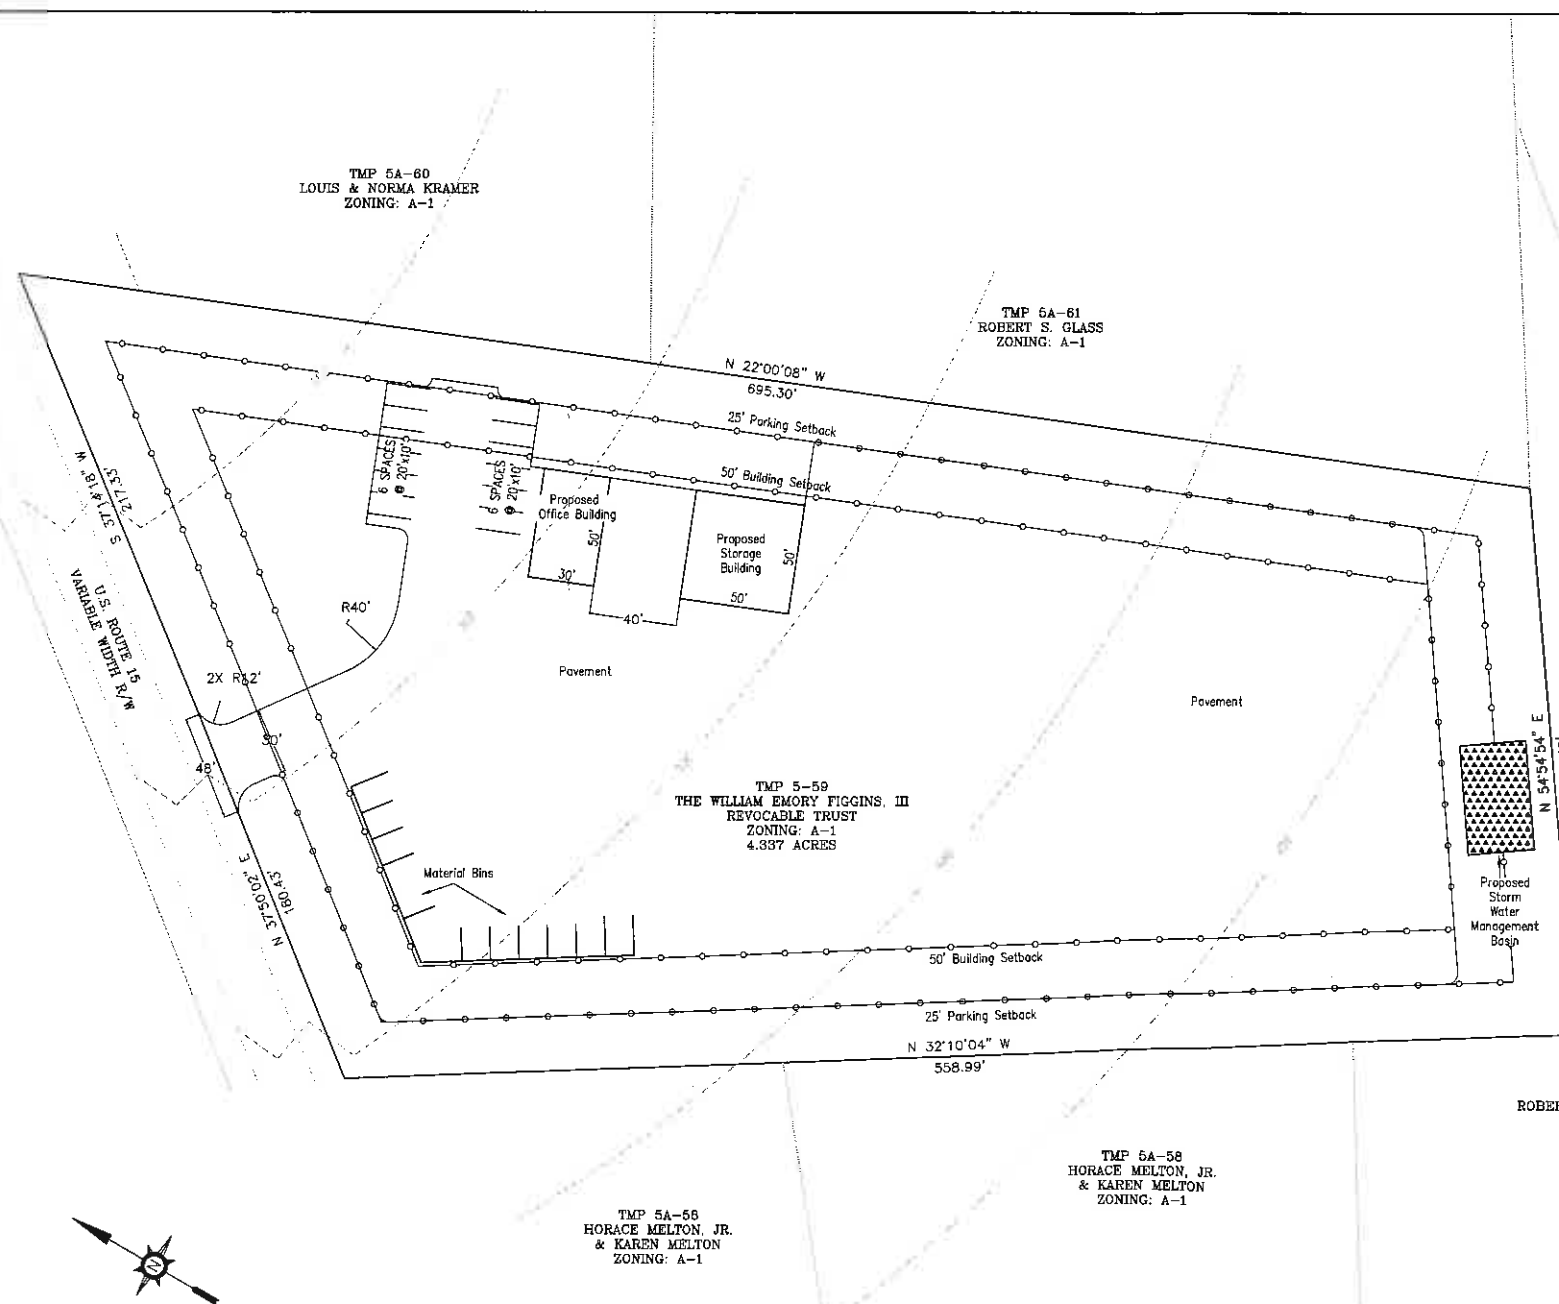 TMP 5A-60
LOUIS & NORMA KRAMER
ZONING: A-1
TMP 5A-61
ROBERT S. GLASS
ZONING: A-1
N 22°00'08" W
695.30'
25' Parking Setback
50' Building Setback
6 SPACES
@ 20'x10'
6 SPACES
@ 20'x10'
Proposed
Office Building
50'
30'
40'
Proposed
Storage
Building
50'
50'
S 37°14'18" W
217.33'
U.S. ROUTE 15
VARIABLE WIDTH R/W
R40'
2X R12'
30'
48'
Pavement
Pavement
N 54°54'54" E
TMP 5-59
THE WILLIAM EMORY FIGGINS, III
REVOCABLE TRUST
ZONING: A-1
4.337 ACRES
Material Bins
N 37°50'02" E
180.43'
Proposed
Storm
Water
Management
Basin
50' Building Setback
25' Parking Setback
N 32°10'04" W
558.99'
TMP 5A-58
HORACE MELTON, JR.
& KAREN MELTON
ZONING: A-1
TMP 5A-58
HORACE MELTON, JR.
& KAREN MELTON
ZONING: A-1
N